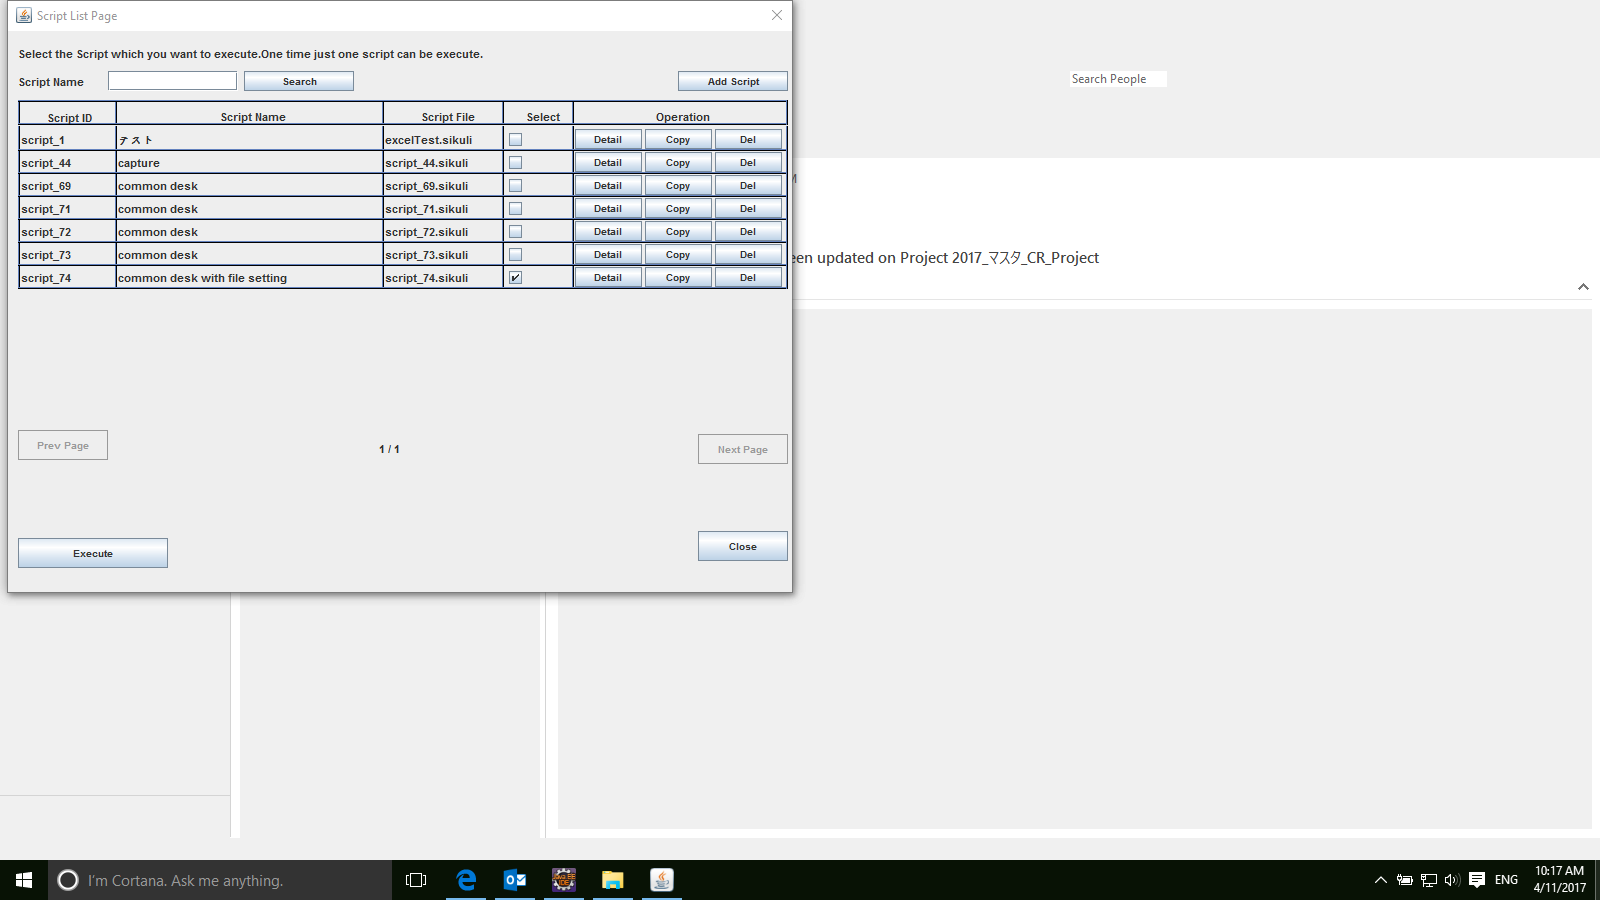 Script List Page
Select the Script which you want to execute.One time just one script can be execute.
Script Name Search Add Script
Script ID Script Name Script File Select Operation
script_1 テスト excelTest.sikuli Detail Copy Del
script_44 capture script_44.sikuli Detail Copy Del
script_69 common desk script_69.sikuli Detail Copy Del
script_71 common desk script_71.sikuli Detail Copy Del
script_72 common desk script_72.sikuli Detail Copy Del
script_73 common desk script_73.sikuli Detail Copy Del
script_74 common desk with file setting script_74.sikuli Detail Copy Del
Prev Page 1 / 1 Next Page
Execute Close
Search People
een updated on Project 2017_マスタ_CR_Project
I'm Cortana. Ask me anything.
ENG
10:17 AM
4/11/2017